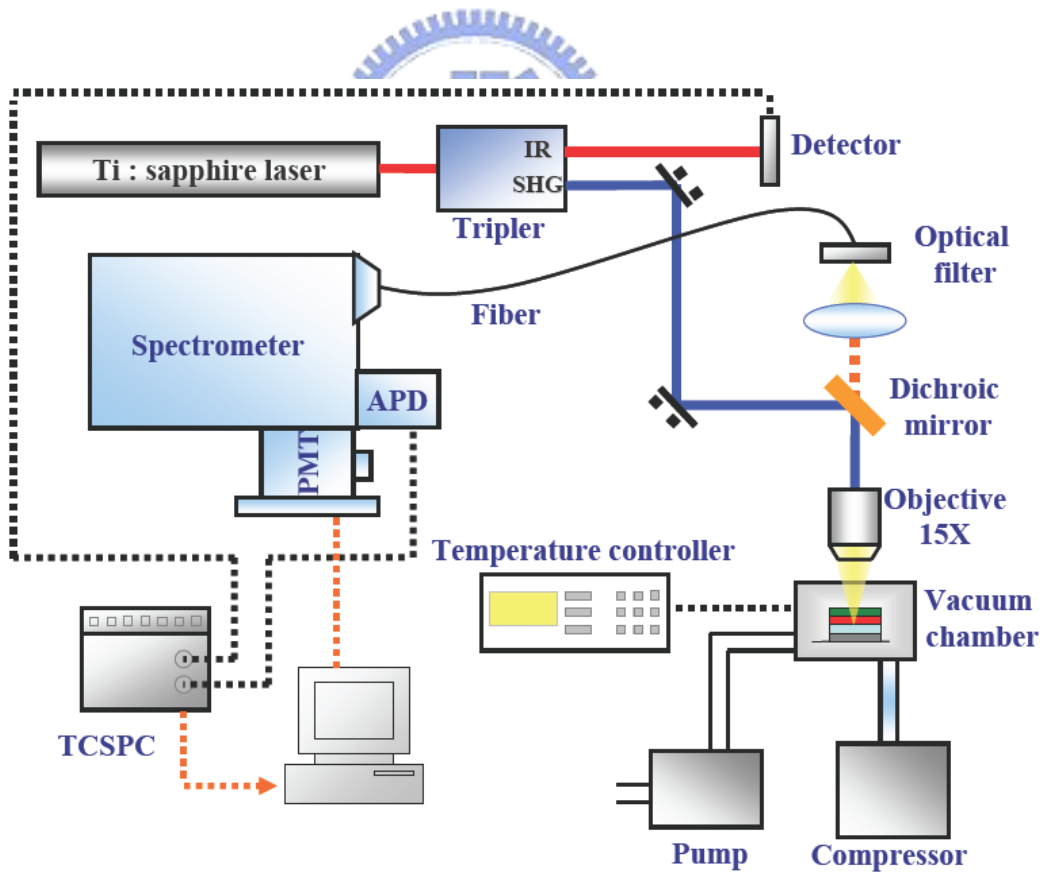 Ti : sapphire laser
IR
SHG
Tripler
Detector
Optical
filter
Fiber
Spectrometer
APD
PMT
Dichroic
mirror
Objective
15X
Temperature controller
Vacuum
chamber
TCSPC
Pump
Compressor